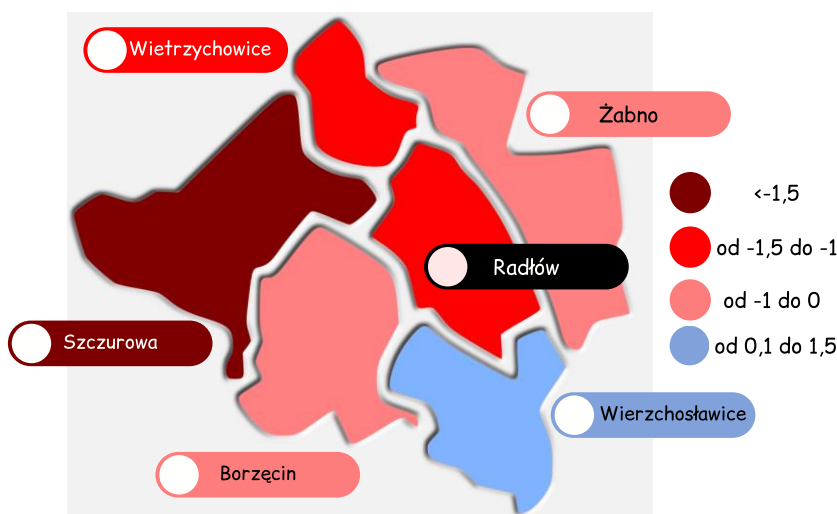 Wietrzychowice
Żabno
<-1,5
od -1,5 do -1
Radłów
od -1 do 0
Szczurowa
od 0,1 do 1,5
Wierzchosławice
Borzęcin